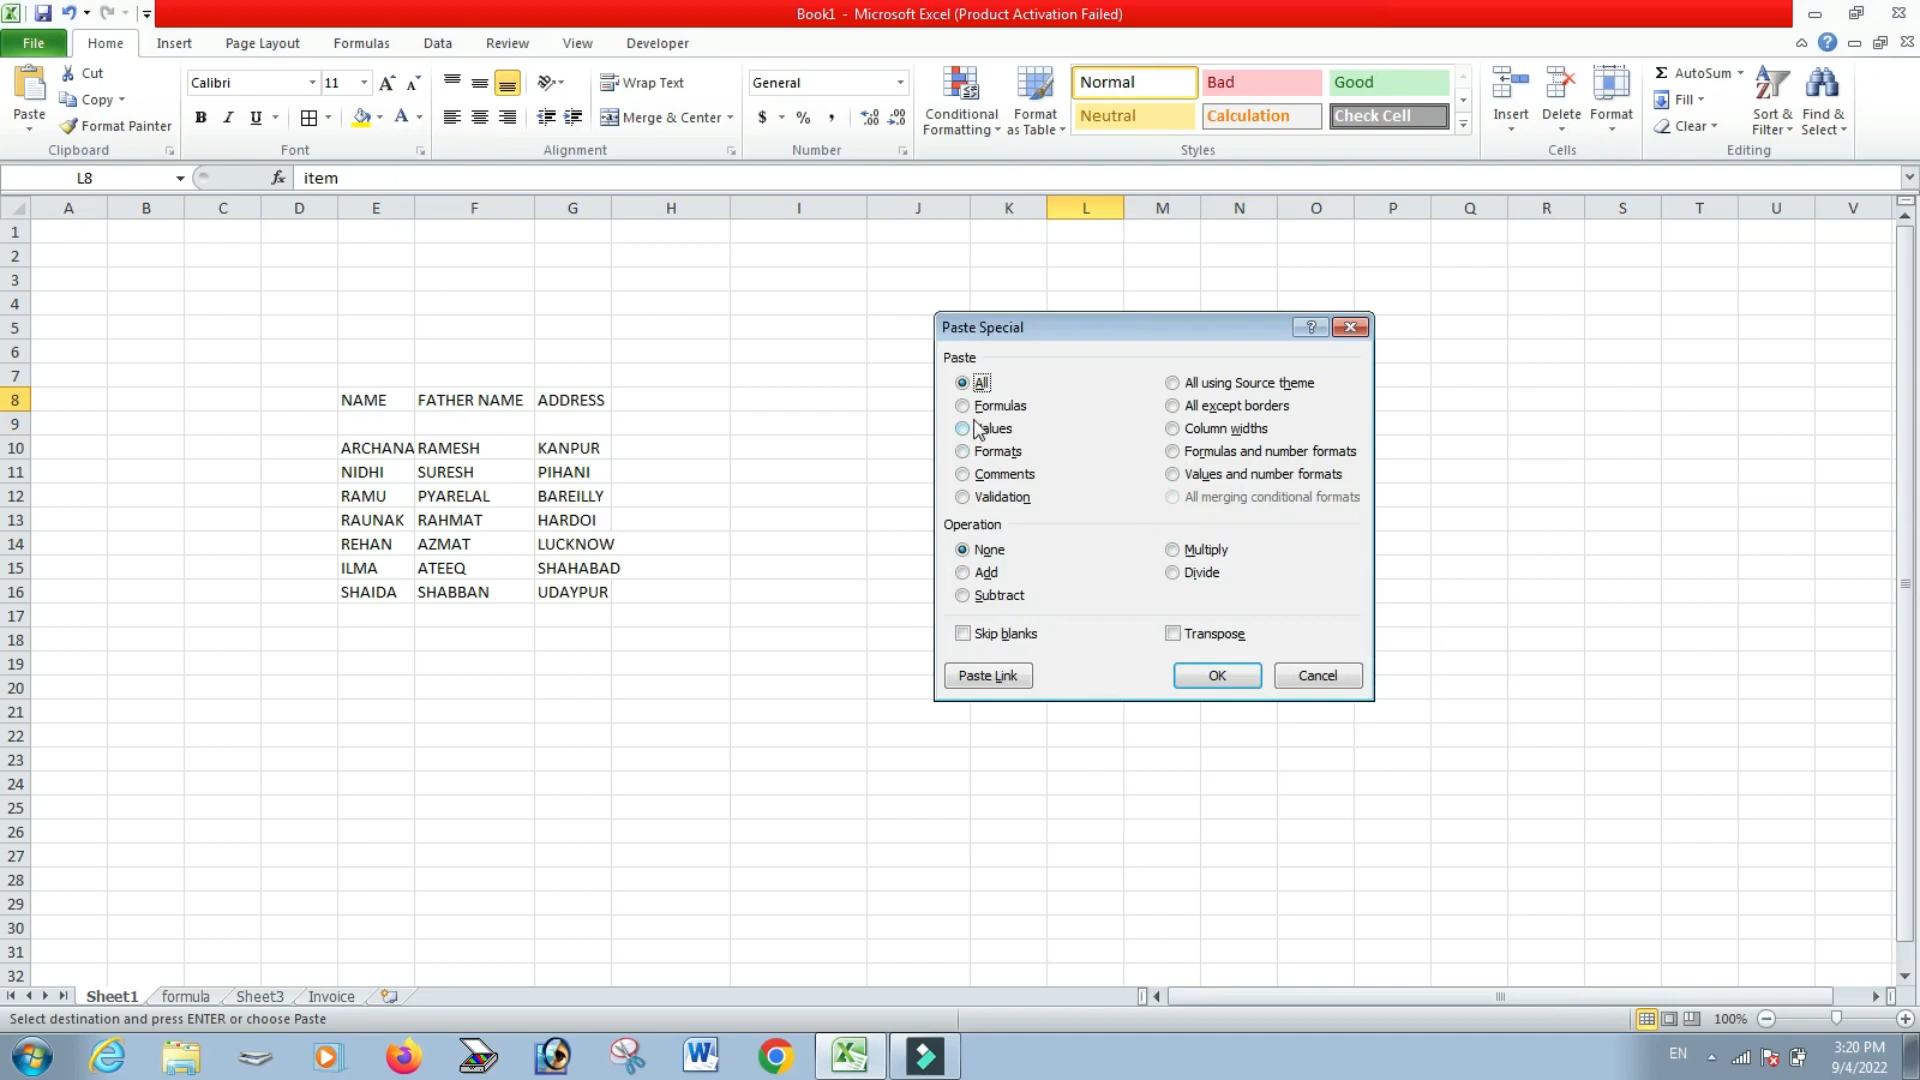 Book1 - Microsoft Excel (Product Activation Failed)
File Home Insert Page Layout Formulas Data Review View Developer
Paste
Cut
Copy
Format Painter
Clipboard
Calibri 11
B I U
Font
Wrap Text
Merge & Center
Alignment
General
$ % ,
Number
Conditional Formatting
Format as Table
Normal Bad Good
Neutral Calculation Check Cell
Styles
Insert Delete Format
Cells
Σ AutoSum
Fill
Clear
Sort & Filter
Find & Select
Editing
L8 fx item
A B C D E F G H I J K L M N O P Q R S T U V
1
2
3
4
5
6
7
8 NAME FATHER NAME ADDRESS
9
10 ARCHANA RAMESH KANPUR
11 NIDHI SURESH PIHANI
12 RAMU PYARELAL BAREILLY
13 RAUNAK RAHMAT HARDOI
14 REHAN AZMAT LUCKNOW
15 ILMA ATEEQ SHAHABAD
16 SHAIDA SHABBAN UDAYPUR
17
18
19
20
21
22
23
24
25
26
27
28
29
30
31
32
Paste Special
Paste
All All using Source theme
Formulas All except borders
Values Column widths
Formats Formulas and number formats
Comments Values and number formats
Validation All merging conditional formats
Operation
None Multiply
Add Divide
Subtract
Skip blanks Transpose
Paste Link OK Cancel
Sheet1 formula Sheet3 Invoice
Select destination and press ENTER or choose Paste 100%
EN 3:20 PM
9/4/2022